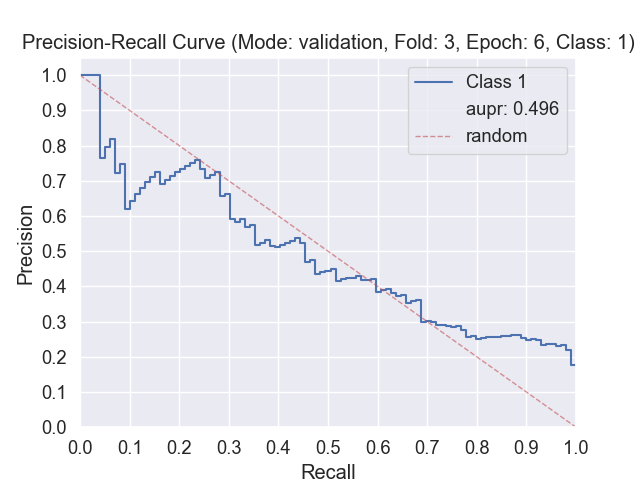 Precision-Recall Curve (Mode: validation, Fold: 3, Epoch: 6, Class: 1)
1.0
0.9
0.8
0.7
0.6
0.5
0.4
0.3
0.2
0.1
0.0
Precision
Class 1
aupr: 0.496
random
0.0 0.1 0.2 0.3 0.4 0.5 0.6 0.7 0.8 0.9 1.0
Recall